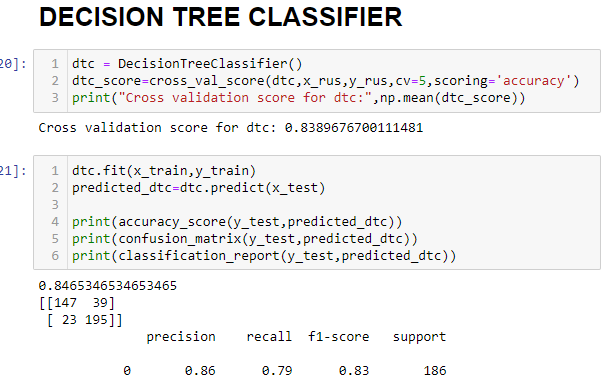 DECISION TREE CLASSIFIER
20]: 1 dtc = DecisionTreeClassifier()
2 dtc_score=cross_val_score(dtc,x_rus,y_rus,cv=5,scoring='accuracy')
3 print("Cross validation score for dtc:",np.mean(dtc_score))
Cross validation score for dtc: 0.8389676700111481
21]: 1 dtc.fit(x_train,y_train)
2 predicted_dtc=dtc.predict(x_test)
3
4 print(accuracy_score(y_test,predicted_dtc))
5 print(confusion_matrix(y_test,predicted_dtc))
6 print(classification_report(y_test,predicted_dtc))
0.8465346534653465
[[147 39]
[ 23 195]]
precision recall f1-score support
0 0.86 0.79 0.83 186